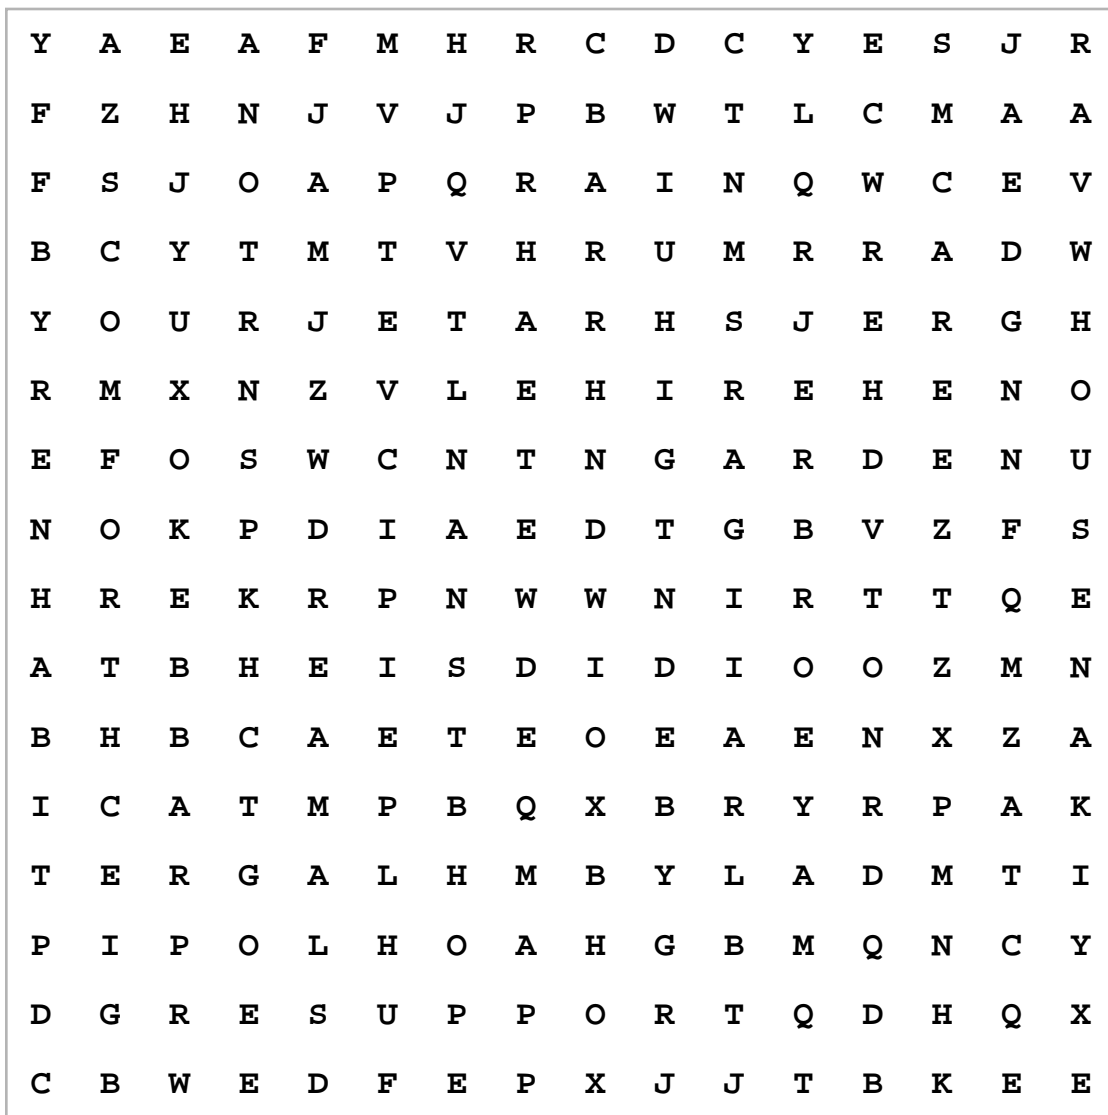 Y A E A F M H R C D C Y E S J R
F Z H N J V J P B W T L C M A A
F S J O A P Q R A I N Q W C E V
B C Y T M T V H R U M R R A D W
Y O U R J E T A R H S J E R G H
R M X N Z V L E H I R E H E N O
E F O S W C N T N G A R D E N U
N O K P D I A E D T G B V Z F S
H R E K R P N W W N I R T T Q E
A T B H E I S D I D I O O Z M N
B H B C A E T E O E A E N X Z A
I C A T M P B Q X B R Y R P A K
T E R G A L H M B Y L A D M T I
P I P O L H O A H G B M Q N C Y
D G R E S U P P O R T Q D H Q X
C B W E D F E P X J J T B K E E